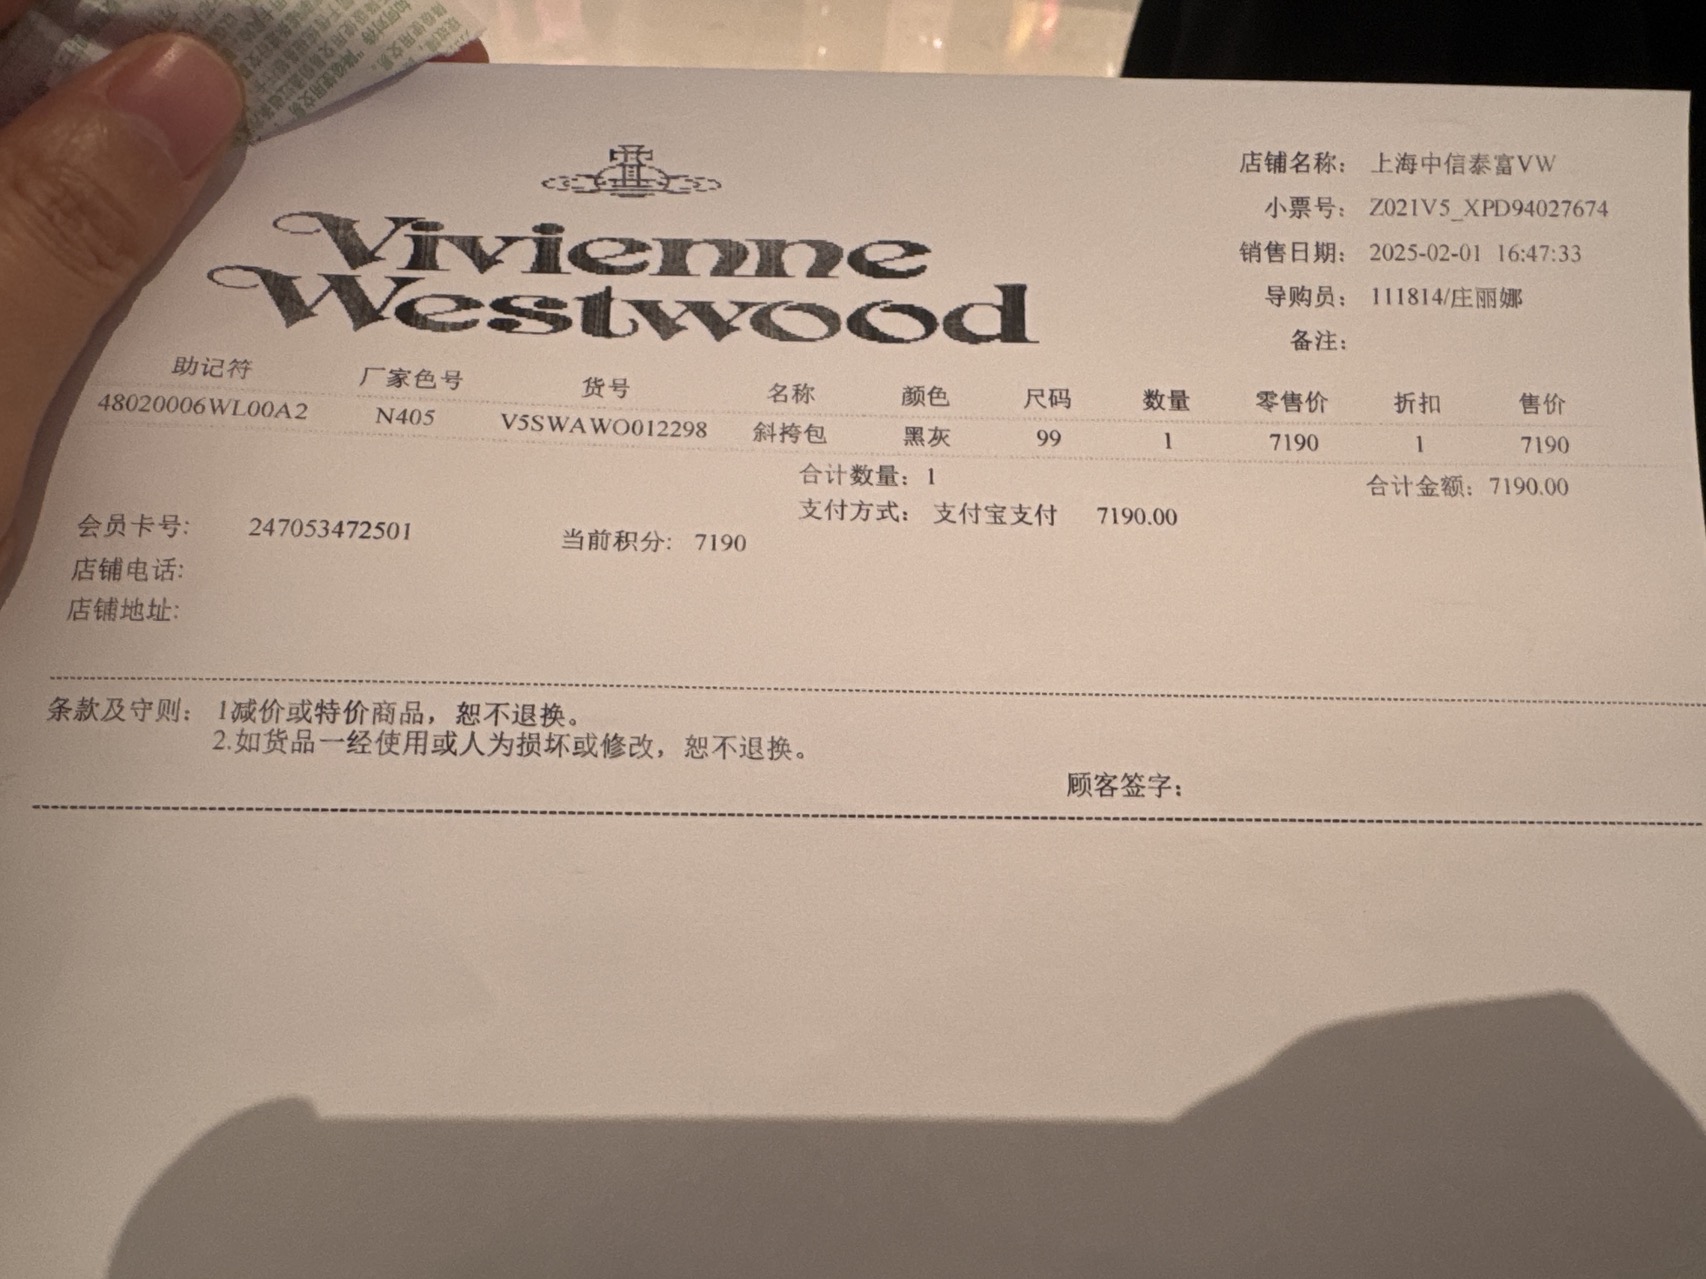 Vivienne
Westwood
店铺名称： 上海中信泰富VW
小票号： Z021V5_XPD94027674
销售日期： 2025-02-01 16:47:33
导购员： 111814/庄丽娜
备注：
助记符 厂家色号 货号 名称 颜色 尺码 数量 零售价 折扣 售价
48020006WL00A2 N405 V5SWAWO012298 斜挎包 黑灰 99 1 7190 1 7190
合计数量： 1 合计金额： 7190.00
支付方式： 支付宝支付 7190.00
会员卡号: 247053472501 当前积分: 7190
店铺电话:
店铺地址:
条款及守则： 1减价或特价商品，恕不退换。
2.如货品一经使用或人为损坏或修改，恕不退换。
顾客签字：